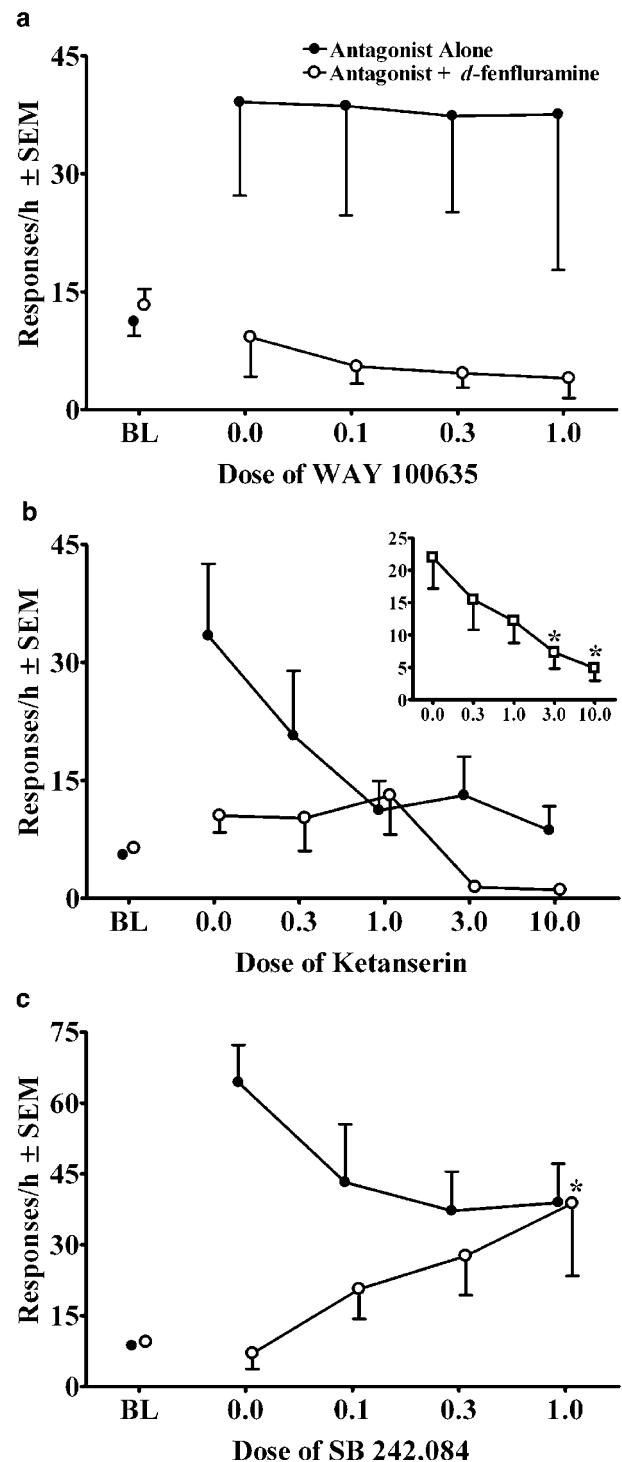 a
Antagonist Alone
Antagonist + d-fenfluramine
Responses/h ± SEM
45
30
15
0
BL 0.0 0.1 0.3 1.0
Dose of WAY 100635
b
Responses/h ± SEM
45
30
15
0
25
20
15
10
5
0
* *
0.0 0.3 1.0 3.0 10.0
BL 0.0 0.3 1.0 3.0 10.0
Dose of Ketanserin
c
Responses/h ± SEM
75
60
45
30
15
0
*
BL 0.0 0.1 0.3 1.0
Dose of SB 242,084